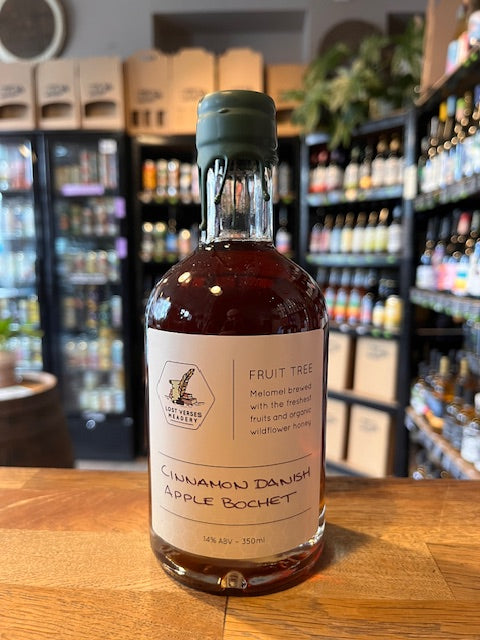 LOST VERSES
MEADERY
FRUIT TREE
Melomel brewed
with the freshest
fruits and organic
wildflower honey
CINNAMON DANISH
APPLE BOCHET
14% ABV - 350ml